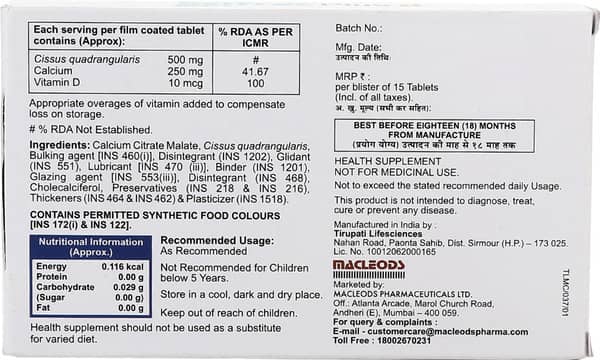 Each serving per film coated tablet contains (Approx): % RDA AS PER ICMR
Cissus quadrangularis 500 mg #
Calcium 250 mg 41.67
Vitamin D 10 mcg 100
Appropriate overages of vitamin added to compensate
loss on storage.
# % RDA Not Established.
Ingredients: Calcium Citrate Malate, Cissus quadrangularis,
Bulking agent [INS 460(i)], Disintegrant (INS 1202), Glidant
(INS 551), Lubricant [INS 470 (iii)], Binder (INS 1201),
Glazing agent [INS 553(iii)], Disintegrant (INS 468),
Cholecalciferol, Preservatives (INS 218 & INS 216),
Thickeners (INS 464 & INS 462) & Plasticizer (INS 1518).
CONTAINS PERMITTED SYNTHETIC FOOD COLOURS
[INS 172(i) & INS 122].
Nutritional Information
(Approx.)
Energy 0.116 kcal
Protein 0.00 g
Carbohydrate 0.029 g
(Sugar 0.00 g)
Fat 0.00 g
Recommended Usage:
As Recommended
Not Recommended for Children
below 5 Years.
Store in a cool, dark and dry place.
Keep out of reach of children.
Health supplement should not be used as a substitute
for varied diet.
Batch No.:
Mfg. Date:
उत्पादन की तिथि:
MRP ₹ :
per blister of 15 Tablets
(Incl. of all taxes).
अ. खु. मूल्य (सभी कर सहित):
BEST BEFORE EIGHTEEN (18) MONTHS
FROM MANUFACTURE
(प्रयोग योग्य) उत्पादन की माह से १८ माह तक
HEALTH SUPPLEMENT
NOT FOR MEDICINAL USE.
Not to exceed the stated recommended daily Usage.
This product is not intended to diagnose, treat,
cure or prevent any disease.
Manufactured in India by :
Tirupati Lifesciences
Nahan Road, Paonta Sahib, Dist. Sirmour (H.P.) – 173 025.
Lic. No. 10012062000165
MACLEODS
Marketed by:
MACLEODS PHARMACEUTICALS LTD.
Off.: Atlanta Arcade, Marol Church Road,
Andheri (E), Mumbai – 400 059.
For query & complaints :
E-mail - customercare@macleodspharma.com
Toll Free : 18002670231
TLMC/037/01